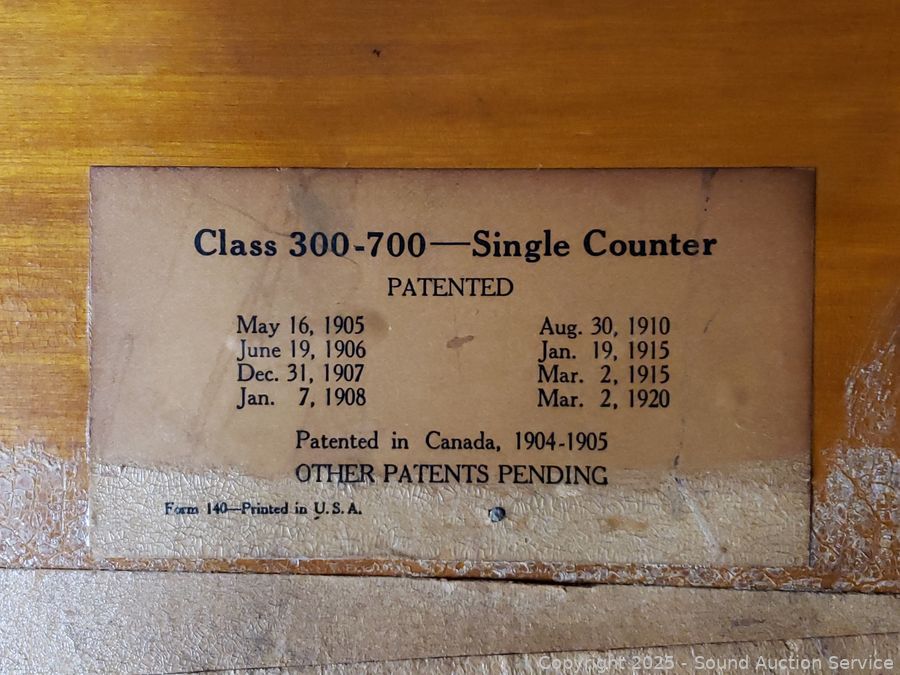 Class 300-700—Single Counter
PATENTED
May 16, 1905
June 19, 1906
Dec. 31, 1907
Jan. 7, 1908
Aug. 30, 1910
Jan. 19, 1915
Mar. 2, 1915
Mar. 2, 1920
Patented in Canada, 1904-1905
OTHER PATENTS PENDING
Form 140—Printed in U. S. A.
Copyright 2025 - Sound Auction Service